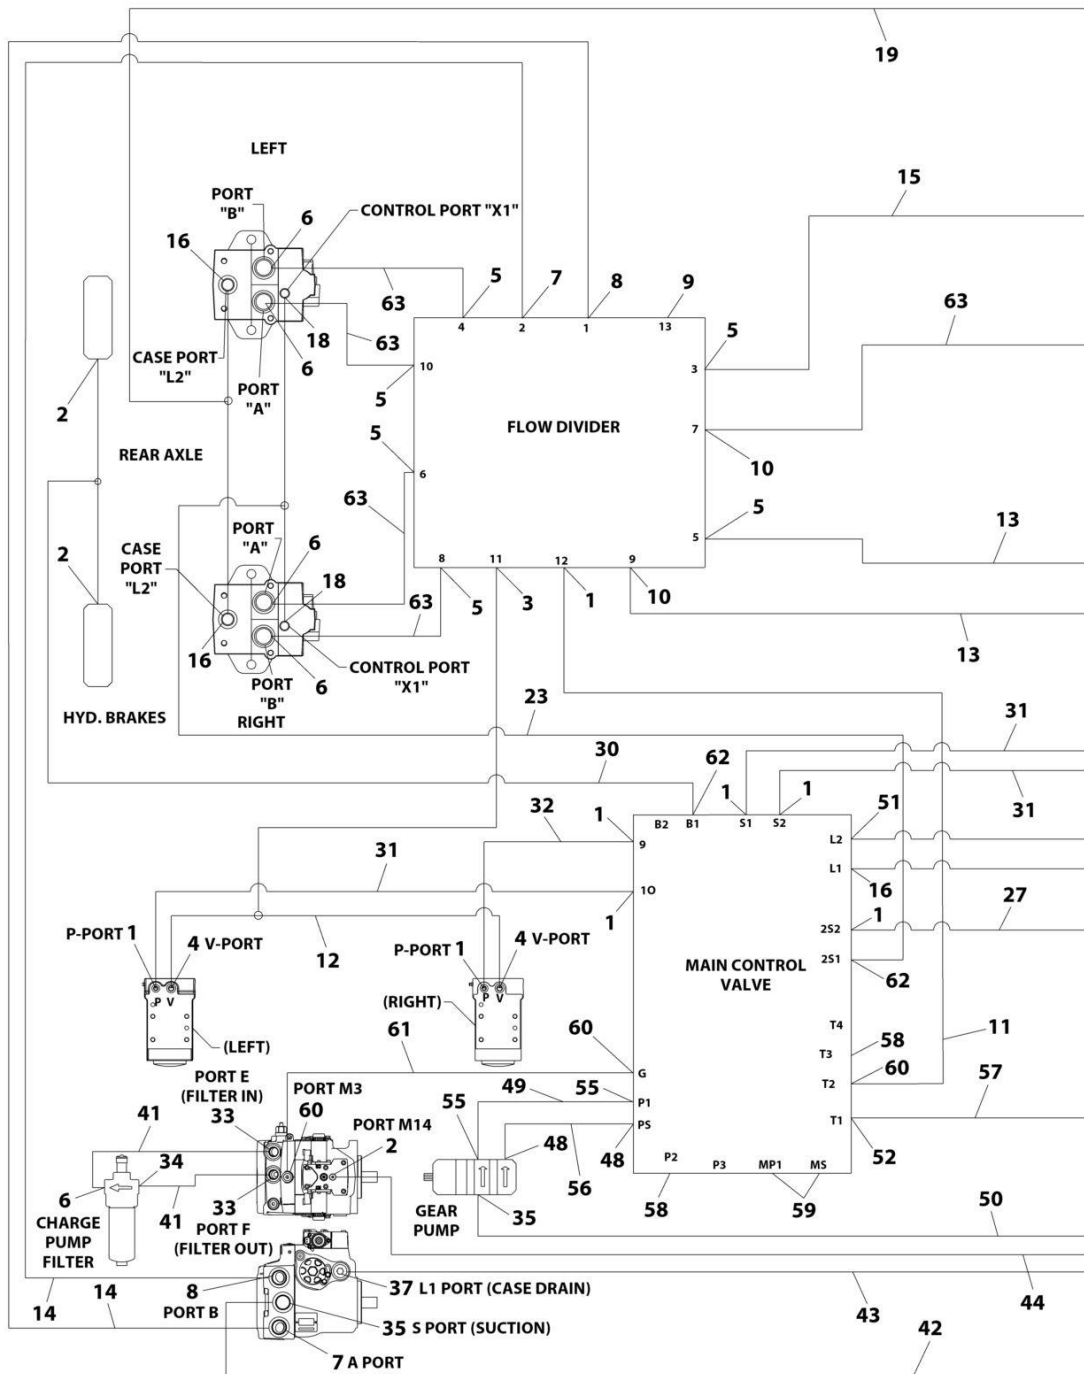 19
LEFT
15
PORT
"B"
6
CONTROL PORT "X1"
16
5
7
8
9
63
63
4
2
1
13
5
18
3
63
10
CASE PORT
"L2"
6
PORT
"A"
5
2
5
FLOW DIVIDER
7
REAR AXLE
6
10
63
5
5
13
PORT
"A"
6
CASE
PORT
"L2"
2
18
8
11
12
9
63
5
3
1
10
16
CONTROL PORT
"X1"
13
PORT
"B"
6
HYD. BRAKES
RIGHT
23
31
30
62
1
1
51
31
32
1
B2
B1
S1
S2
L2
9
31
L1
10
16
1
27
1
2S2
P-PORT 1
4 V-PORT
12
P-PORT 1
4 V-PORT
2S1
MAIN CONTROL
VALVE
62
P V
P V
(RIGHT)
(LEFT)
61
60
T4
11
58
T3
60
G
T2
57
PORT E
(FILTER IN)
PORT M3
49
55
P1
41
33
60
PORT M14
55
T1
34
2
48
PS
48
P2
P3
MP1
MS
52
6
41
33
56
CHARGE
PUMP
FILTER
PORT F
(FILTER OUT)
GEAR
PUMP
35
58
59
50
8
37 L1 PORT (CASE DRAIN)
14
14
PORT B
43
44
35 S PORT (SUCTION)
42
7 A PORT